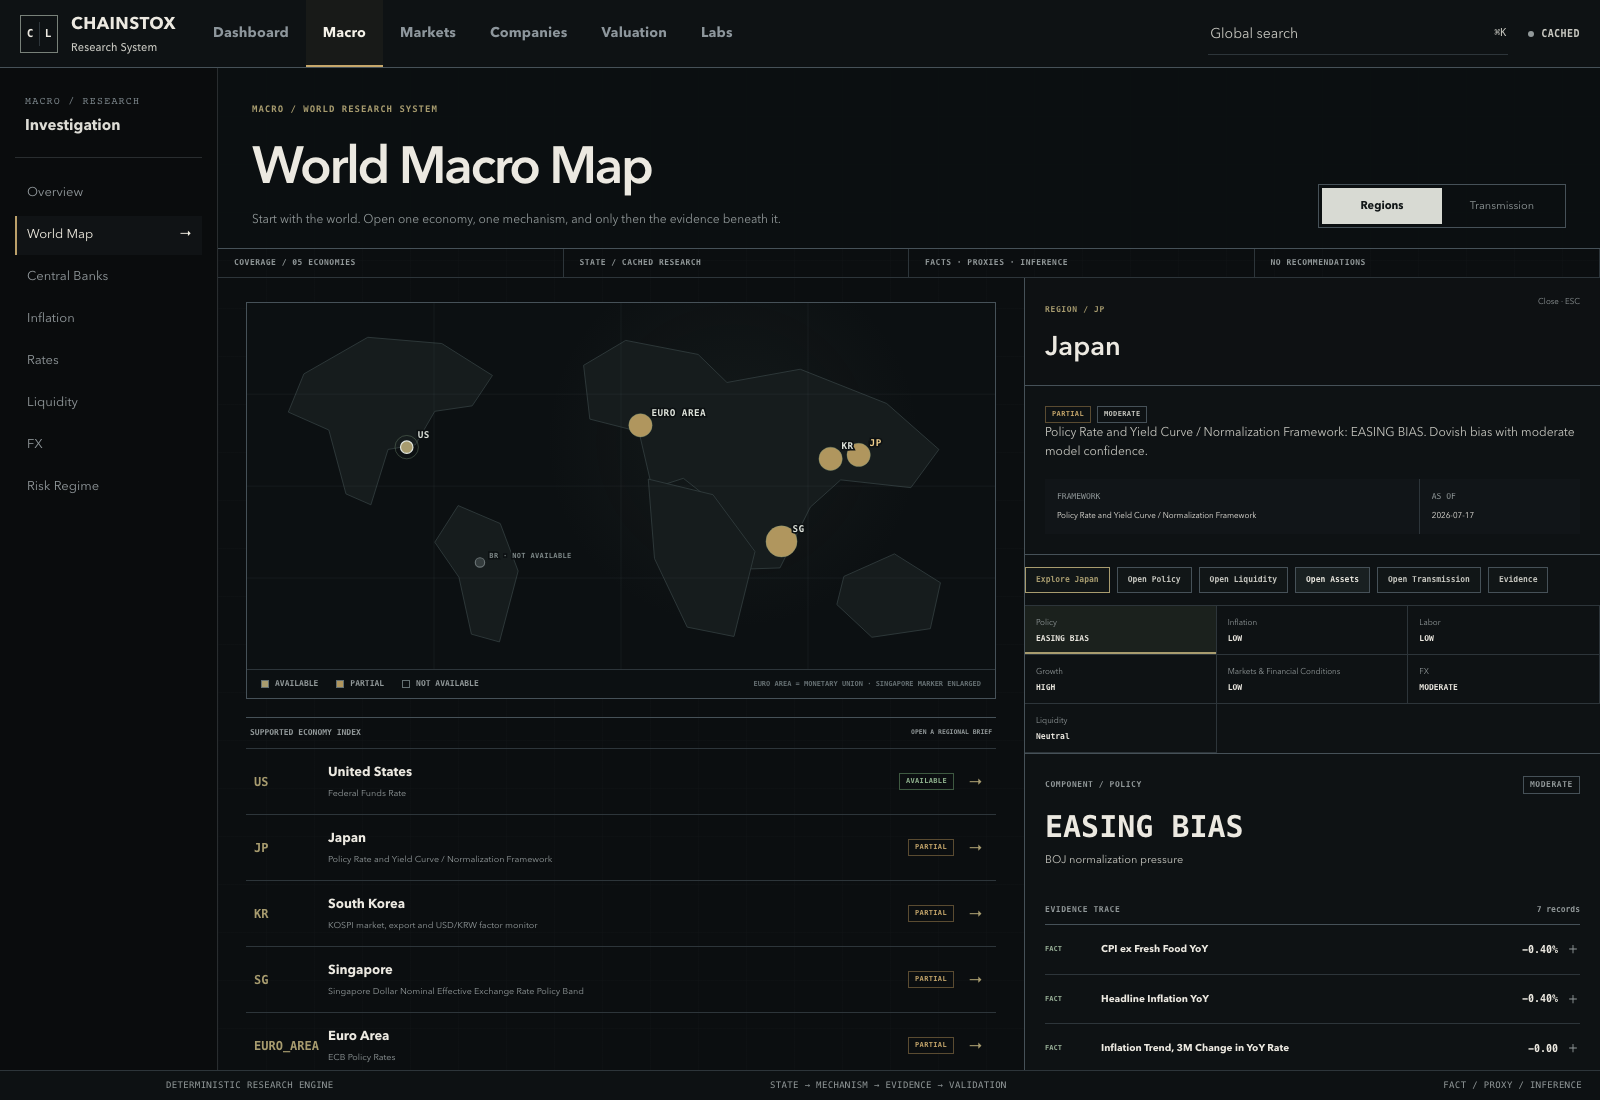 C L
CHAINSTOX
Research System
Dashboard
Macro
Markets
Companies
Valuation
Labs
Global search
⌘K
CACHED
MACRO / RESEARCH
Investigation
Overview
World Map →
Central Banks
Inflation
Rates
Liquidity
FX
Risk Regime
MACRO / WORLD RESEARCH SYSTEM
World Macro Map
Start with the world. Open one economy, one mechanism, and only then the evidence beneath it.
Regions
Transmission
COVERAGE / 05 ECONOMIES
STATE / CACHED RESEARCH
FACTS · PROXIES · INFERENCE
NO RECOMMENDATIONS
US
EURO AREA
KR
JP
SG
BR · NOT AVAILABLE
AVAILABLE
PARTIAL
NOT AVAILABLE
EURO AREA = MONETARY UNION · SINGAPORE MARKER ENLARGED
SUPPORTED ECONOMY INDEX
OPEN A REGIONAL BRIEF
US
United States
Federal Funds Rate
AVAILABLE →
JP
Japan
Policy Rate and Yield Curve / Normalization Framework
PARTIAL →
KR
South Korea
KOSPI market, export and USD/KRW factor monitor
PARTIAL →
SG
Singapore
Singapore Dollar Nominal Effective Exchange Rate Policy Band
PARTIAL →
EURO_AREA
Euro Area
ECB Policy Rates
PARTIAL →
REGION / JP
Close · ESC
Japan
PARTIAL
MODERATE
Policy Rate and Yield Curve / Normalization Framework: EASING BIAS. Dovish bias with moderate
model confidence.
FRAMEWORK
Policy Rate and Yield Curve / Normalization Framework
AS OF
2026-07-17
Explore Japan
Open Policy
Open Liquidity
Open Assets
Open Transmission
Evidence
Policy
EASING BIAS
Inflation
LOW
Labor
LOW
Growth
HIGH
Markets & Financial Conditions
LOW
FX
MODERATE
Liquidity
Neutral
COMPONENT / POLICY
MODERATE
EASING BIAS
BOJ normalization pressure
EVIDENCE TRACE
7 records
FACT
CPI ex Fresh Food YoY
−0.40% +
FACT
Headline Inflation YoY
−0.40% +
FACT
Inflation Trend, 3M Change in YoY Rate
−0.00 +
DETERMINISTIC RESEARCH ENGINE
STATE → MECHANISM → EVIDENCE → VALIDATION
FACT / PROXY / INFERENCE